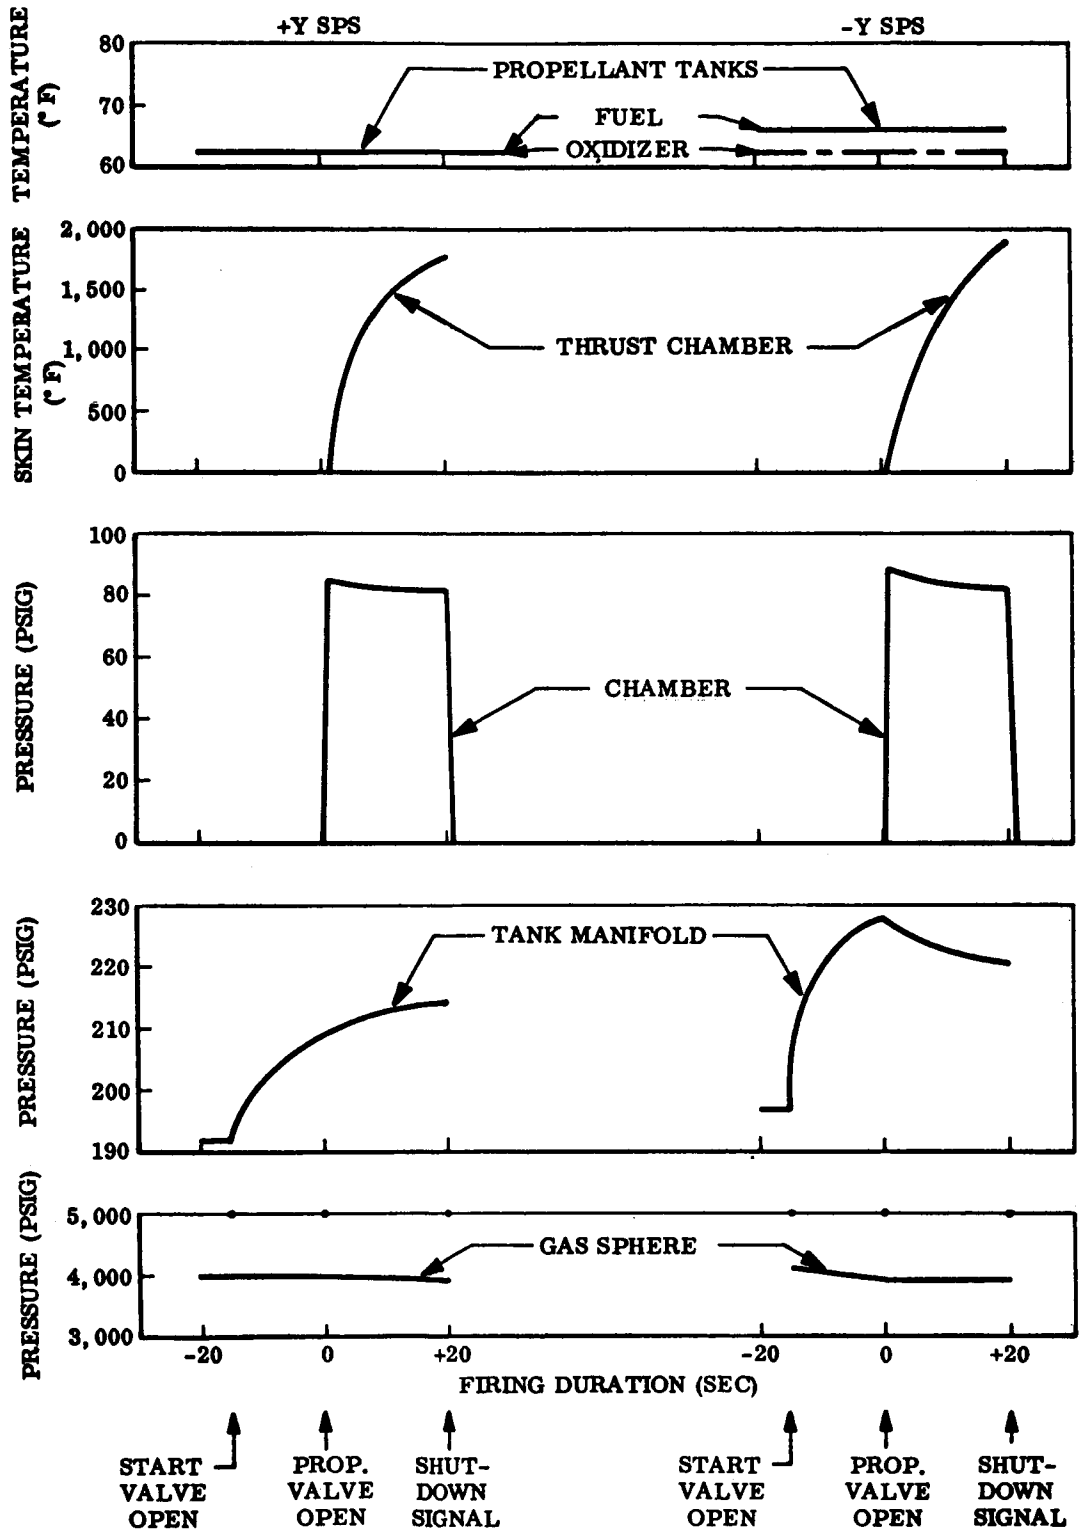 +Y SPS
-Y SPS
TEMPERATURE (°F)
80
70
60
PROPELLANT TANKS
FUEL
OXIDIZER
SKIN TEMPERATURE (°F)
2,000
1,500
1,000
500
0
THRUST CHAMBER
PRESSURE (PSIG)
100
80
60
40
20
0
CHAMBER
PRESSURE (PSIG)
230
220
210
200
190
TANK MANIFOLD
PRESSURE (PSIG)
5,000
4,000
3,000
GAS SPHERE
-20
0
+20
-20
0
+20
FIRING DURATION (SEC)
START VALVE OPEN
PROP. VALVE OPEN
SHUT-DOWN SIGNAL
START VALVE OPEN
PROP. VALVE OPEN
SHUT-DOWN SIGNAL